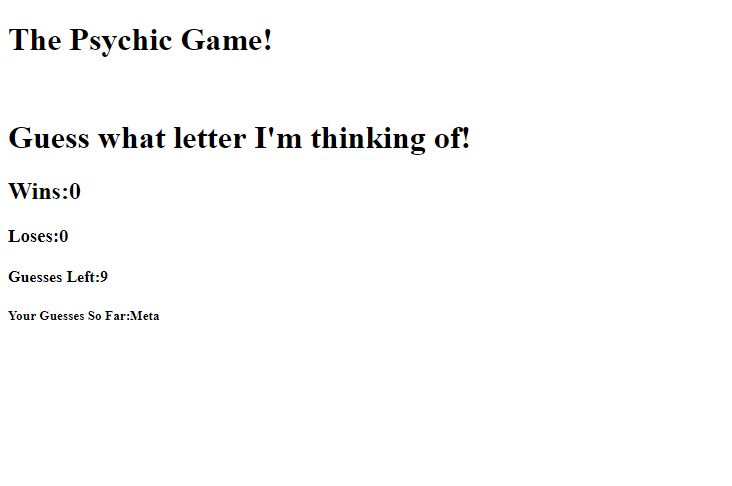 The Psychic Game!
Guess what letter I'm thinking of!
Wins:0
Loses:0
Guesses Left:9
Your Guesses So Far:Meta